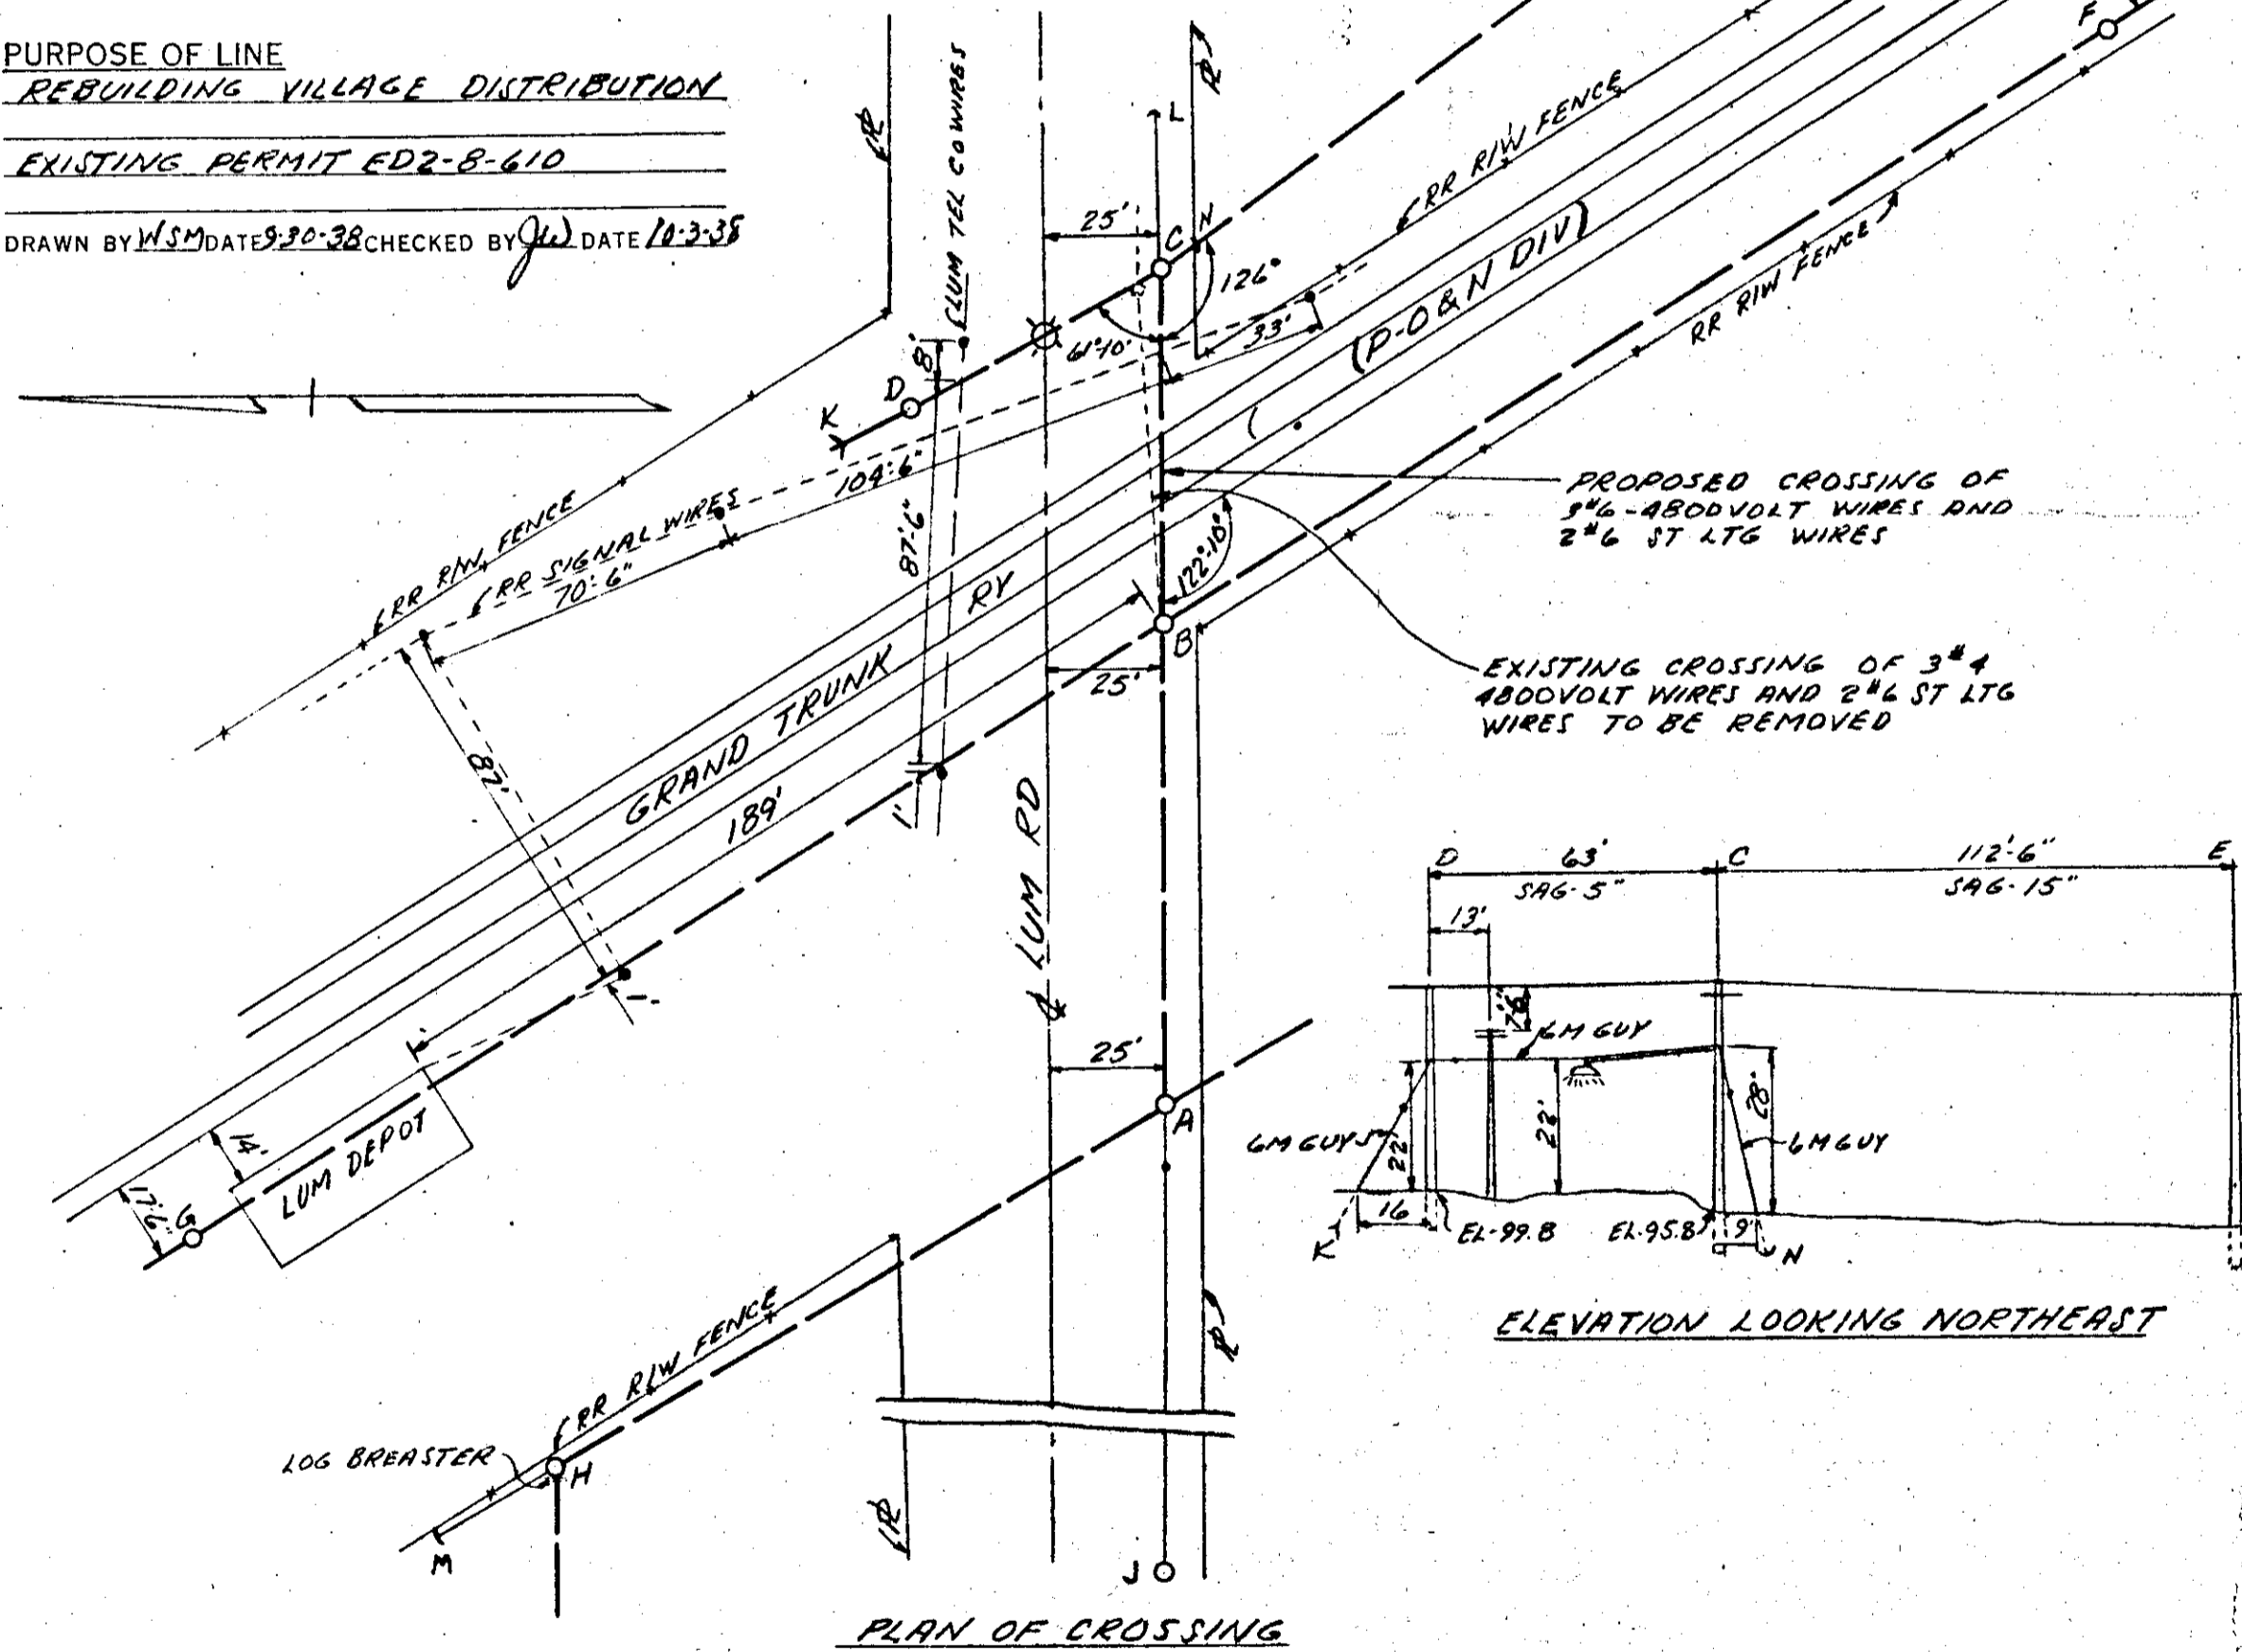 PURPOSE OF LINE
REBUILDING VILLAGE DISTRIBUTION
EXISTING PERMIT ED2-8-610
DRAWN BY WSM DATE 9-30-38 CHECKED BY JW DATE 10-3-38
LUM TEL CO WIRES
L
25'
C
N
126°
61°-10'
33'
8'
D
K
F
RR R/W FENCE
(P-O & N DIV)
RR R/W FENCE
104'-6"
87'-6"
RR R/W FENCE
RR SIGNAL WIRES
70'-6"
PROPOSED CROSSING OF
3#6-4800VOLT WIRES AND
2#6 ST LTG WIRES
122°-10'
B
25'
EXISTING CROSSING OF 3#4
4800VOLT WIRES AND 2#6 ST LTG
WIRES TO BE REMOVED
GRAND TRUNK RY
87'
189'
1'
1'
LUM RD
25'
A
14'
17'-6"
G
LUM DEPOT
RR R/W FENCE
LOG BREASTER
H
M
J
PLAN OF CROSSING
D
63'
C
112'-6"
E
SAG-5"
SAG-15"
13'
6M GUY
6M GUYS
22'
22'
28'
6M GUY
K
16
EL-99.8
EL-95.8
9'
N
ELEVATION LOOKING NORTHEAST